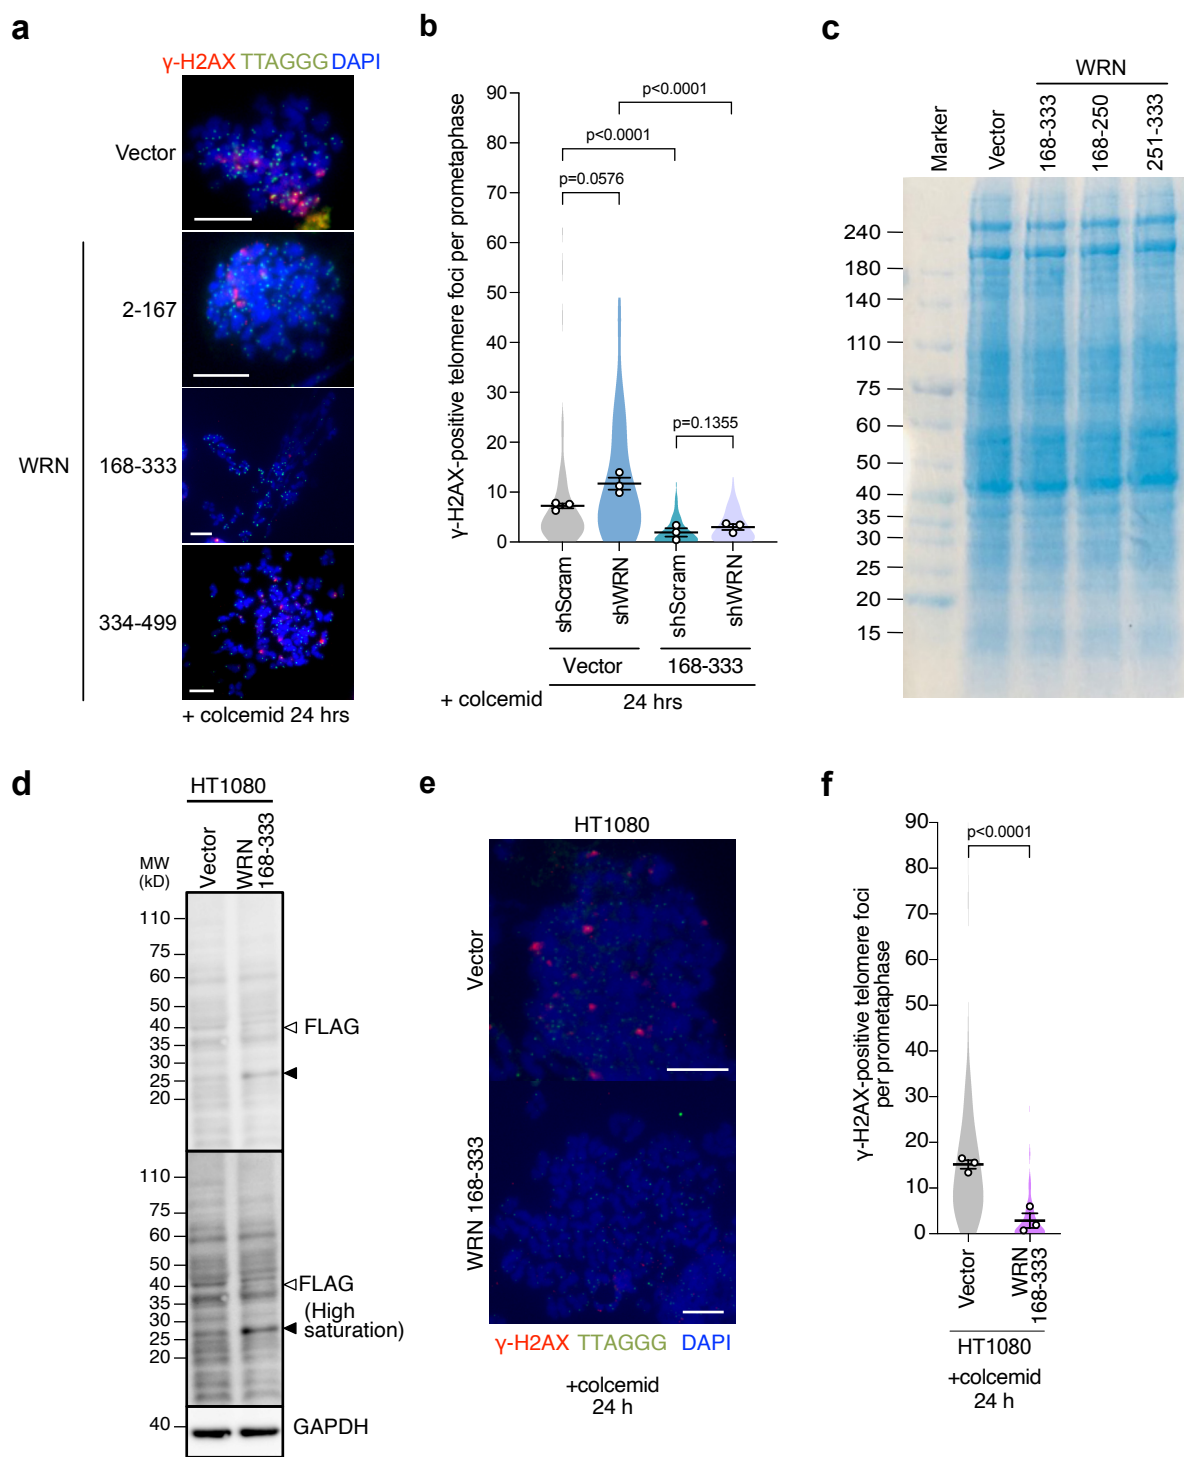 a
γ-H2AX TTAGGG DAPI
Vector
WRN
2-167
168-333
334-499
+ colcemid 24 hrs
b
γ-H2AX-positive telomere foci per prometaphase
90
80
70
60
50
40
30
20
10
0
p<0.0001
p<0.0001
p=0.0576
p=0.1355
shScram
shWRN
shScram
shWRN
Vector
168-333
+ colcemid
24 hrs
c
WRN
Marker
Vector
168-333
168-250
251-333
240
180
140
110
75
60
50
40
35
30
25
20
15
d
HT1080
MW
(kD)
Vector
WRN
168-333
110
75
60
50
40
35
30
25
20
FLAG
110
75
60
50
40
35
30
25
20
FLAG
(High
saturation)
40
GAPDH
e
HT1080
Vector
WRN 168-333
γ-H2AX TTAGGG DAPI
+colcemid
24 h
f
γ-H2AX-positive telomere foci
per prometaphase
90
80
70
60
50
40
30
20
10
0
p<0.0001
Vector
WRN
168-333
HT1080
+colcemid
24 h